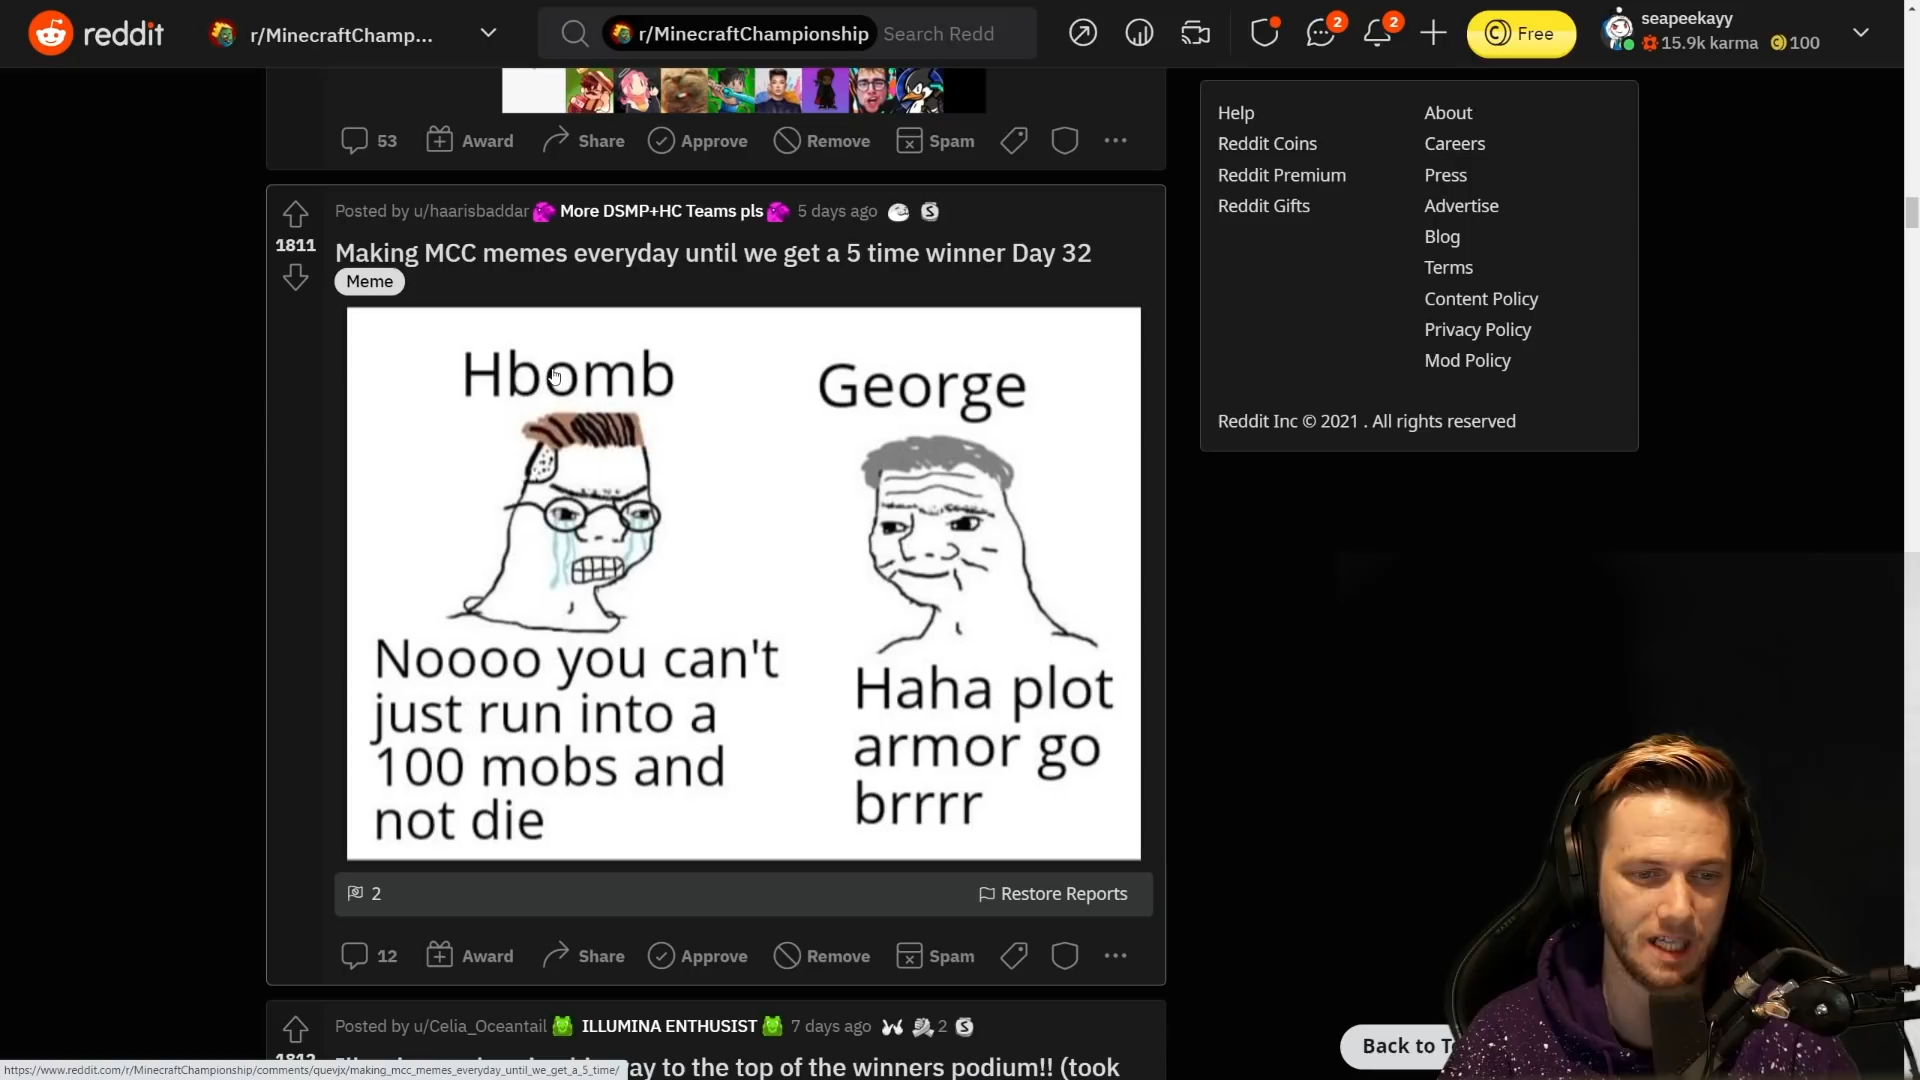 reddit
r/MinecraftChamp...
r/MinecraftChampionship Search Redd
2
2
Free
seapeekayy
15.9k karma 100
53 Award Share Approve Remove Spam
Help
Reddit Coins
Reddit Premium
Reddit Gifts
About
Careers
Press
Advertise
Blog
Terms
Content Policy
Privacy Policy
Mod Policy
Reddit Inc © 2021 . All rights reserved
1811
Posted by u/haarisbaddar More DSMP+HC Teams pls 5 days ago
Making MCC memes everyday until we get a 5 time winner Day 32
Meme
Hbomb
George
Noooo you can't
just run into a
100 mobs and
not die
Haha plot
armor go
brrrr
2 Restore Reports
12 Award Share Approve Remove Spam
Posted by u/Celia_Oceantail ILLUMINA ENTHUSIST 7 days ago 2
ay to the top of the winners podium!! (took
Back to T
https://www.reddit.com/r/MinecraftChampionship/comments/quevjx/making_mcc_memes_everyday_until_we_get_a_5_time/